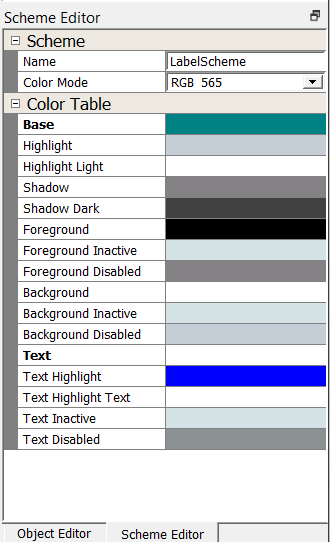 Scheme Editor
Scheme
Name LabelScheme
Color Mode RGB 565
Color Table
Base
Highlight
Highlight Light
Shadow
Shadow Dark
Foreground
Foreground Inactive
Foreground Disabled
Background
Background Inactive
Background Disabled
Text
Text Highlight
Text Highlight Text
Text Inactive
Text Disabled
Object Editor Scheme Editor